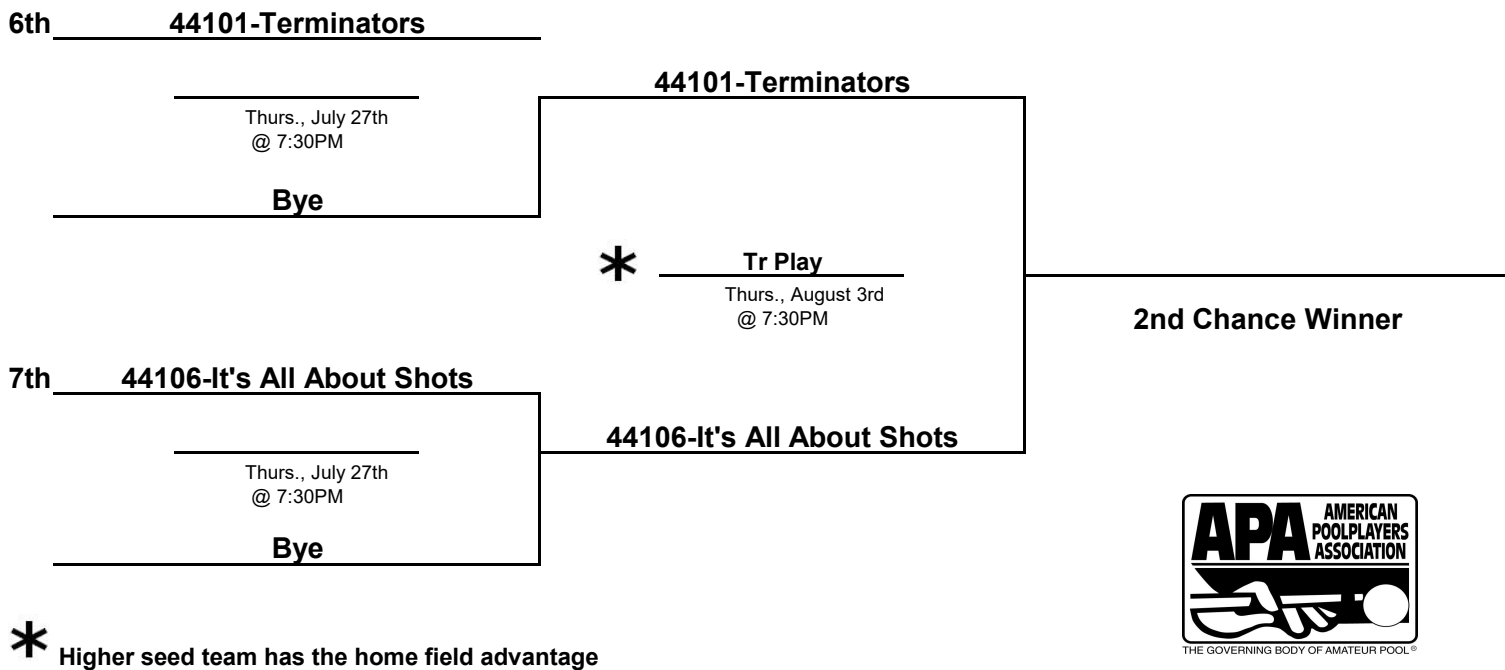 6th 44101-Terminators
44101-Terminators
Thurs., July 27th
@ 7:30PM
Bye
* Tr Play
Thurs., August 3rd
@ 7:30PM
2nd Chance Winner
7th 44106-It's All About Shots
44106-It's All About Shots
Thurs., July 27th
@ 7:30PM
Bye
* Higher seed team has the home field advantage
APA AMERICAN
POOLPLAYERS
ASSOCIATION
THE GOVERNING BODY OF AMATEUR POOL®